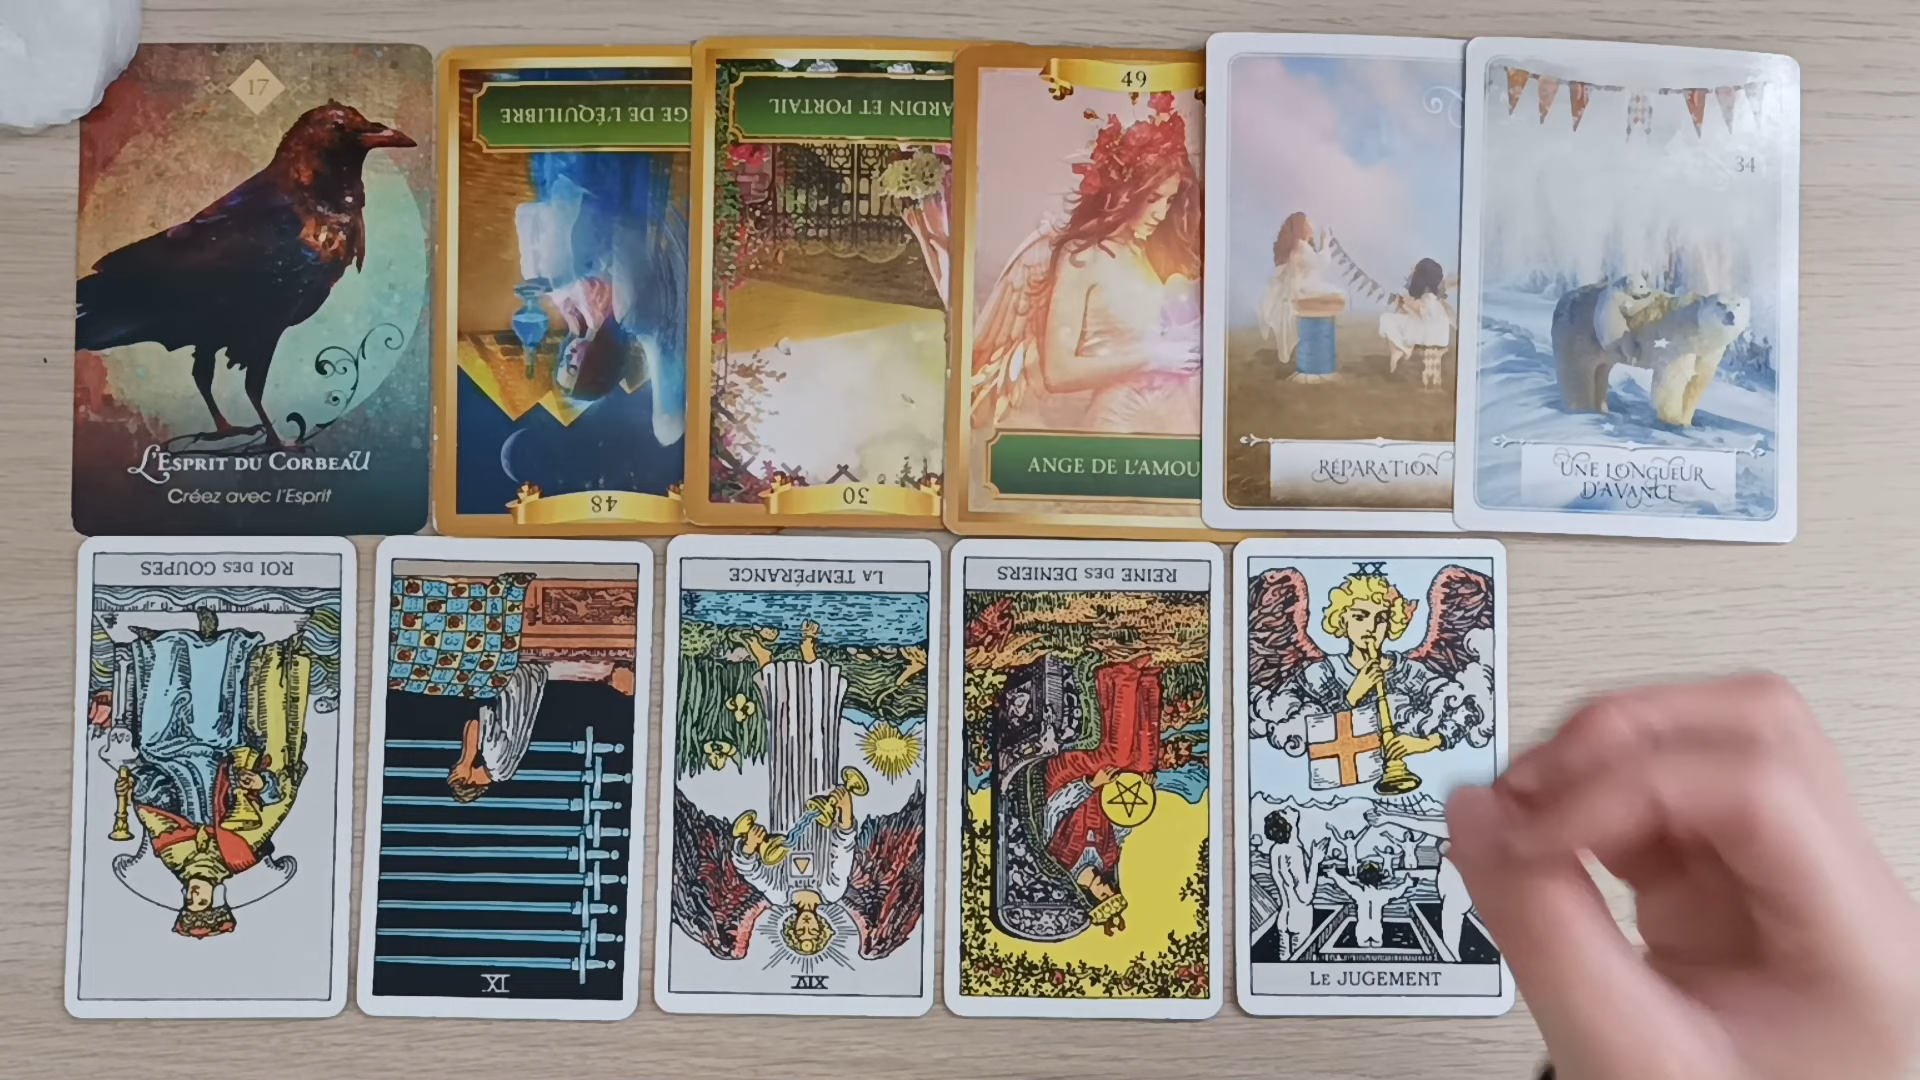 17
L'ESPRIT DU CORBEAU
Créez avec l'Esprit
GE DE L'ÉQUILIBRE
48
ARDIN ET PORTAIL
30
49
ANGE DE L'AMOU
RÉPARATION
34
UNE LONGUEUR
D'AVANCE
ROI DES COUPES
IX
LA TEMPÉRANCE
XIV
REINE DES DENIERS
XX
LE JUGEMENT